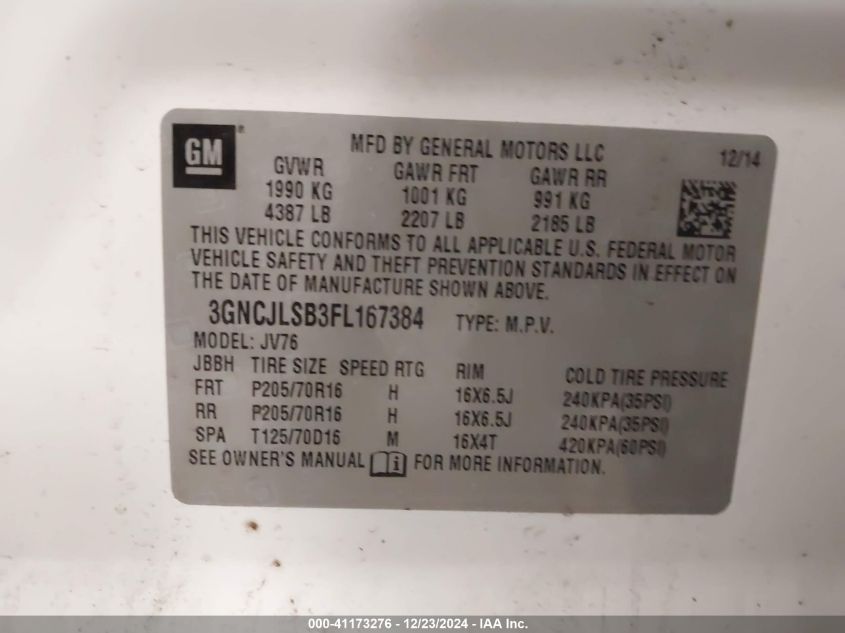 GM ®
MFD BY GENERAL MOTORS LLC 12/14
GVWR GAWR FRT GAWR RR
1990 KG 1001 KG 991 KG
4387 LB 2207 LB 2185 LB
THIS VEHICLE CONFORMS TO ALL APPLICABLE U.S. FEDERAL MOTOR
VEHICLE SAFETY AND THEFT PREVENTION STANDARDS IN EFFECT ON
THE DATE OF MANUFACTURE SHOWN ABOVE.
3GNCJLSB3FL167384 TYPE: M.P.V.
MODEL: JV76
JBBH TIRE SIZE SPEED RTG RIM COLD TIRE PRESSURE
FRT P205/70R16 H 16X6.5J 240KPA(35PSI)
RR P205/70R16 H 16X6.5J 240KPA(35PSI)
SPA T125/70D16 M 16X4T 420KPA(60PSI)
SEE OWNER'S MANUAL i FOR MORE INFORMATION.
000-41173276 - 12/23/2024 - IAA Inc.